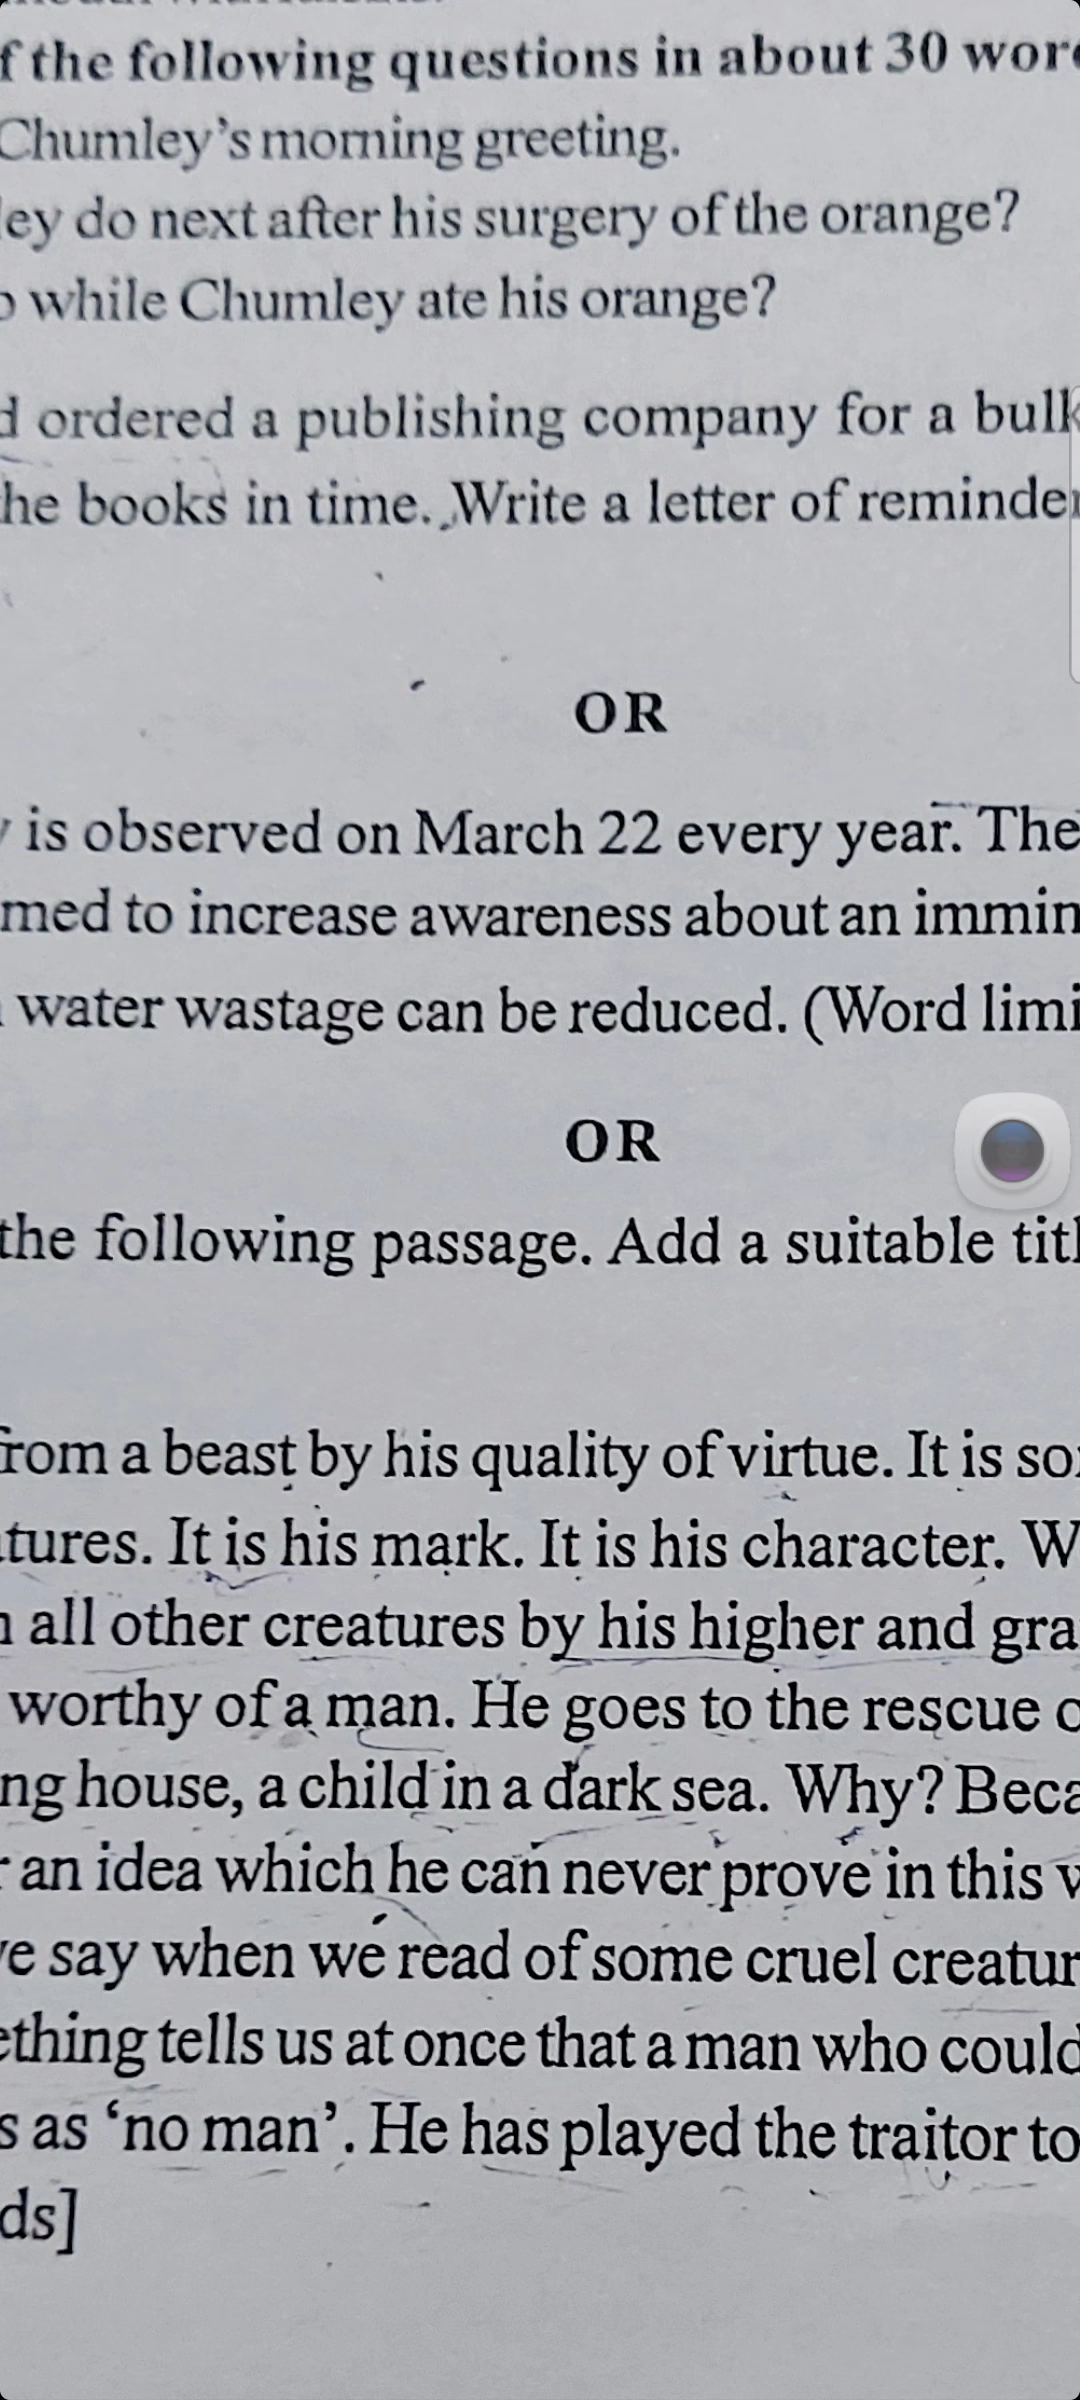 f the following questions in about 30
Chumley's morning greeting.
ley do next after his surgery of the orange?
while Chumley ate his orange?
d ordered a publishing company for a bulk
he books in time. Write a letter of reminder
OR
is observed on March 22 every year. The
med to increase awareness about an immin
water wastage can be reduced. (Word limi
OR
the following passage. Add a suitable titl
from a beast by his quality of virtue. It is so
tures. It is his mark. It is his character. W
all other creatures by his higher and gra
worthy of a man. He goes to the rescue o
ng house, a child in a dark sea. Why? Beca
an idea which he can never prove in this
e say when we read of some cruel creatur
ething tells us at once that a man who could
s as 'no man'. He has played the traitor to
ds]